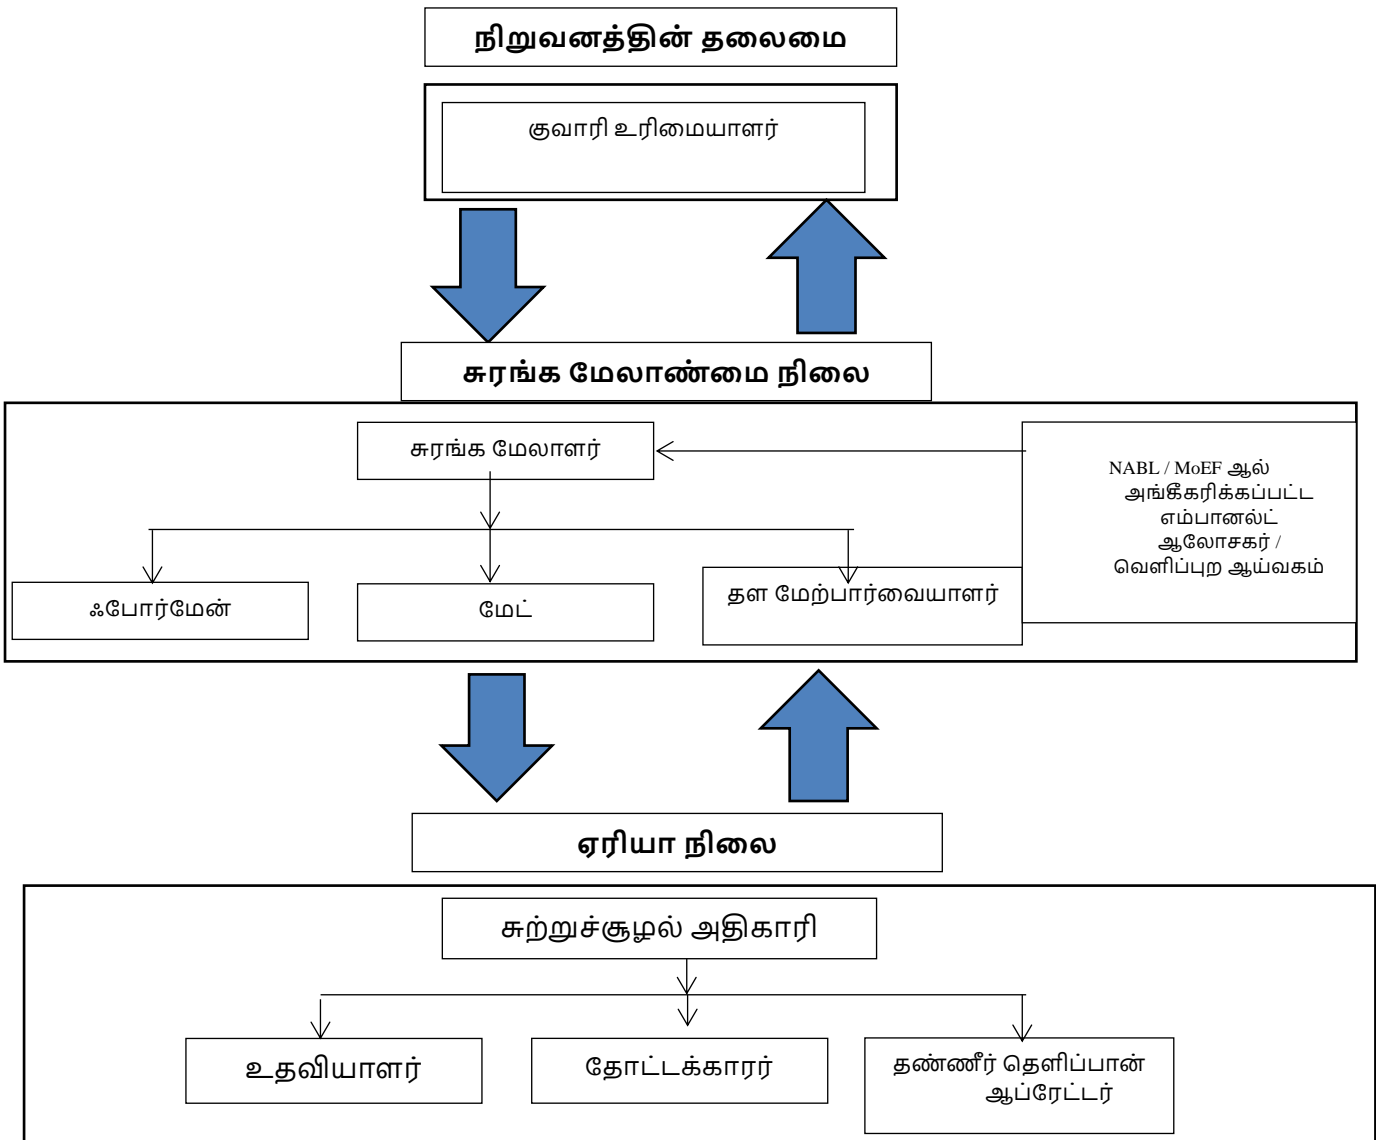 நிறுவனத்தின் தலைமை
குவாரி உரிமையாளர்
சுரங்க மேலாண்மை நிலை
சுரங்க மேலாளர்
NABL / MoEF ஆல்
அங்கீகரிக்கப்பட்ட
எம்பானல்ட்
ஆலோசகர் /
வெளிப்புற ஆய்வகம்
ஃபோர்மேன்
மேட்
தள மேற்பார்வையாளர்
ஏரியா நிலை
சுற்றுச்சூழல் அதிகாரி
உதவியாளர்
தோட்டக்காரர்
தண்ணீர் தெளிப்பான்
ஆப்ரேட்டர்